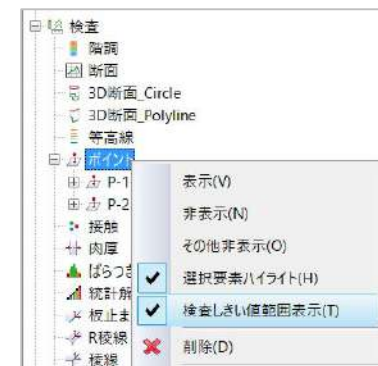 検査
階調
断面
3D断面_Circle
3D断面_Polyline
等高線
ポイント
P-1
P-2
接触
肉厚
ばらつき
統計解
板止ま
R稜線
稜線
表示(V)
非表示(N)
その他非表示(O)
選択要素ハイライト(H)
検査しきい値範囲表示(T)
削除(D)